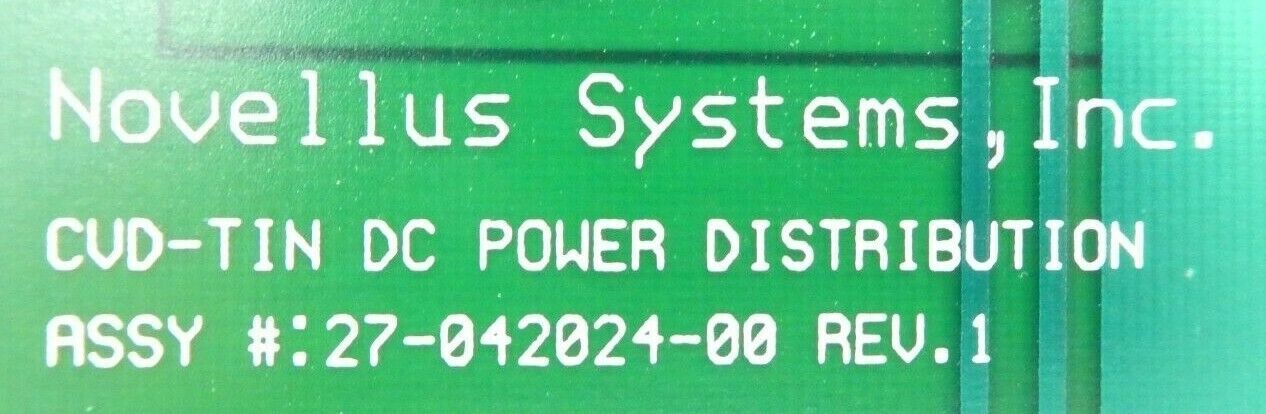 Novellus Systems,Inc.
CVD-TIN DC POWER DISTRIBUTION
ASSY #:27-042024-00 REV.1